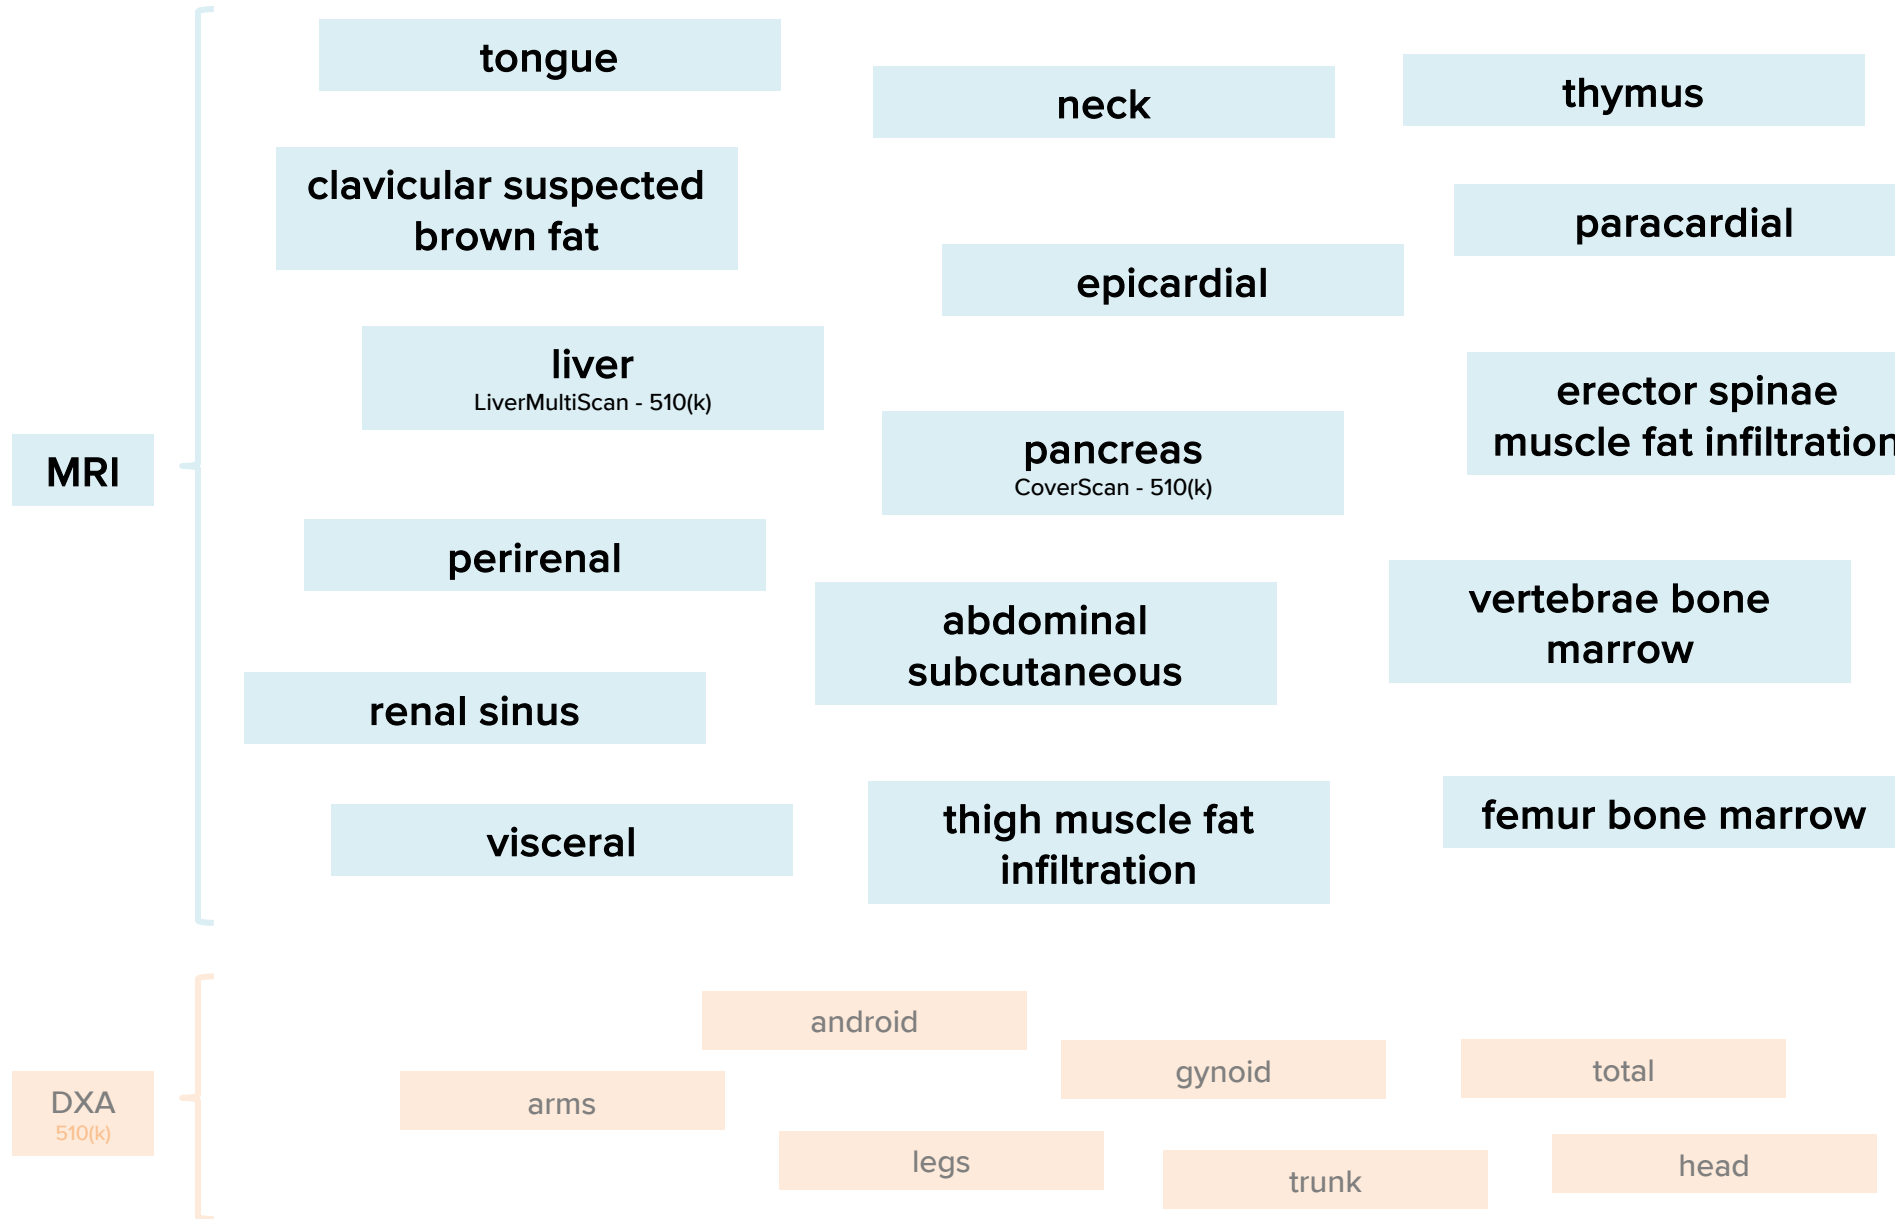 tongue
neck
thymus
clavicular suspected
brown fat
paracardial
epicardial
liver
LiverMultiScan - 510(k)
erector spinae
muscle fat infiltration
pancreas
CoverScan - 510(k)
MRI
perirenal
abdominal
subcutaneous
vertebrae bone
marrow
renal sinus
visceral
thigh muscle fat
infiltration
femur bone marrow
android
gynoid
total
DXA
510(k)
arms
legs
trunk
head